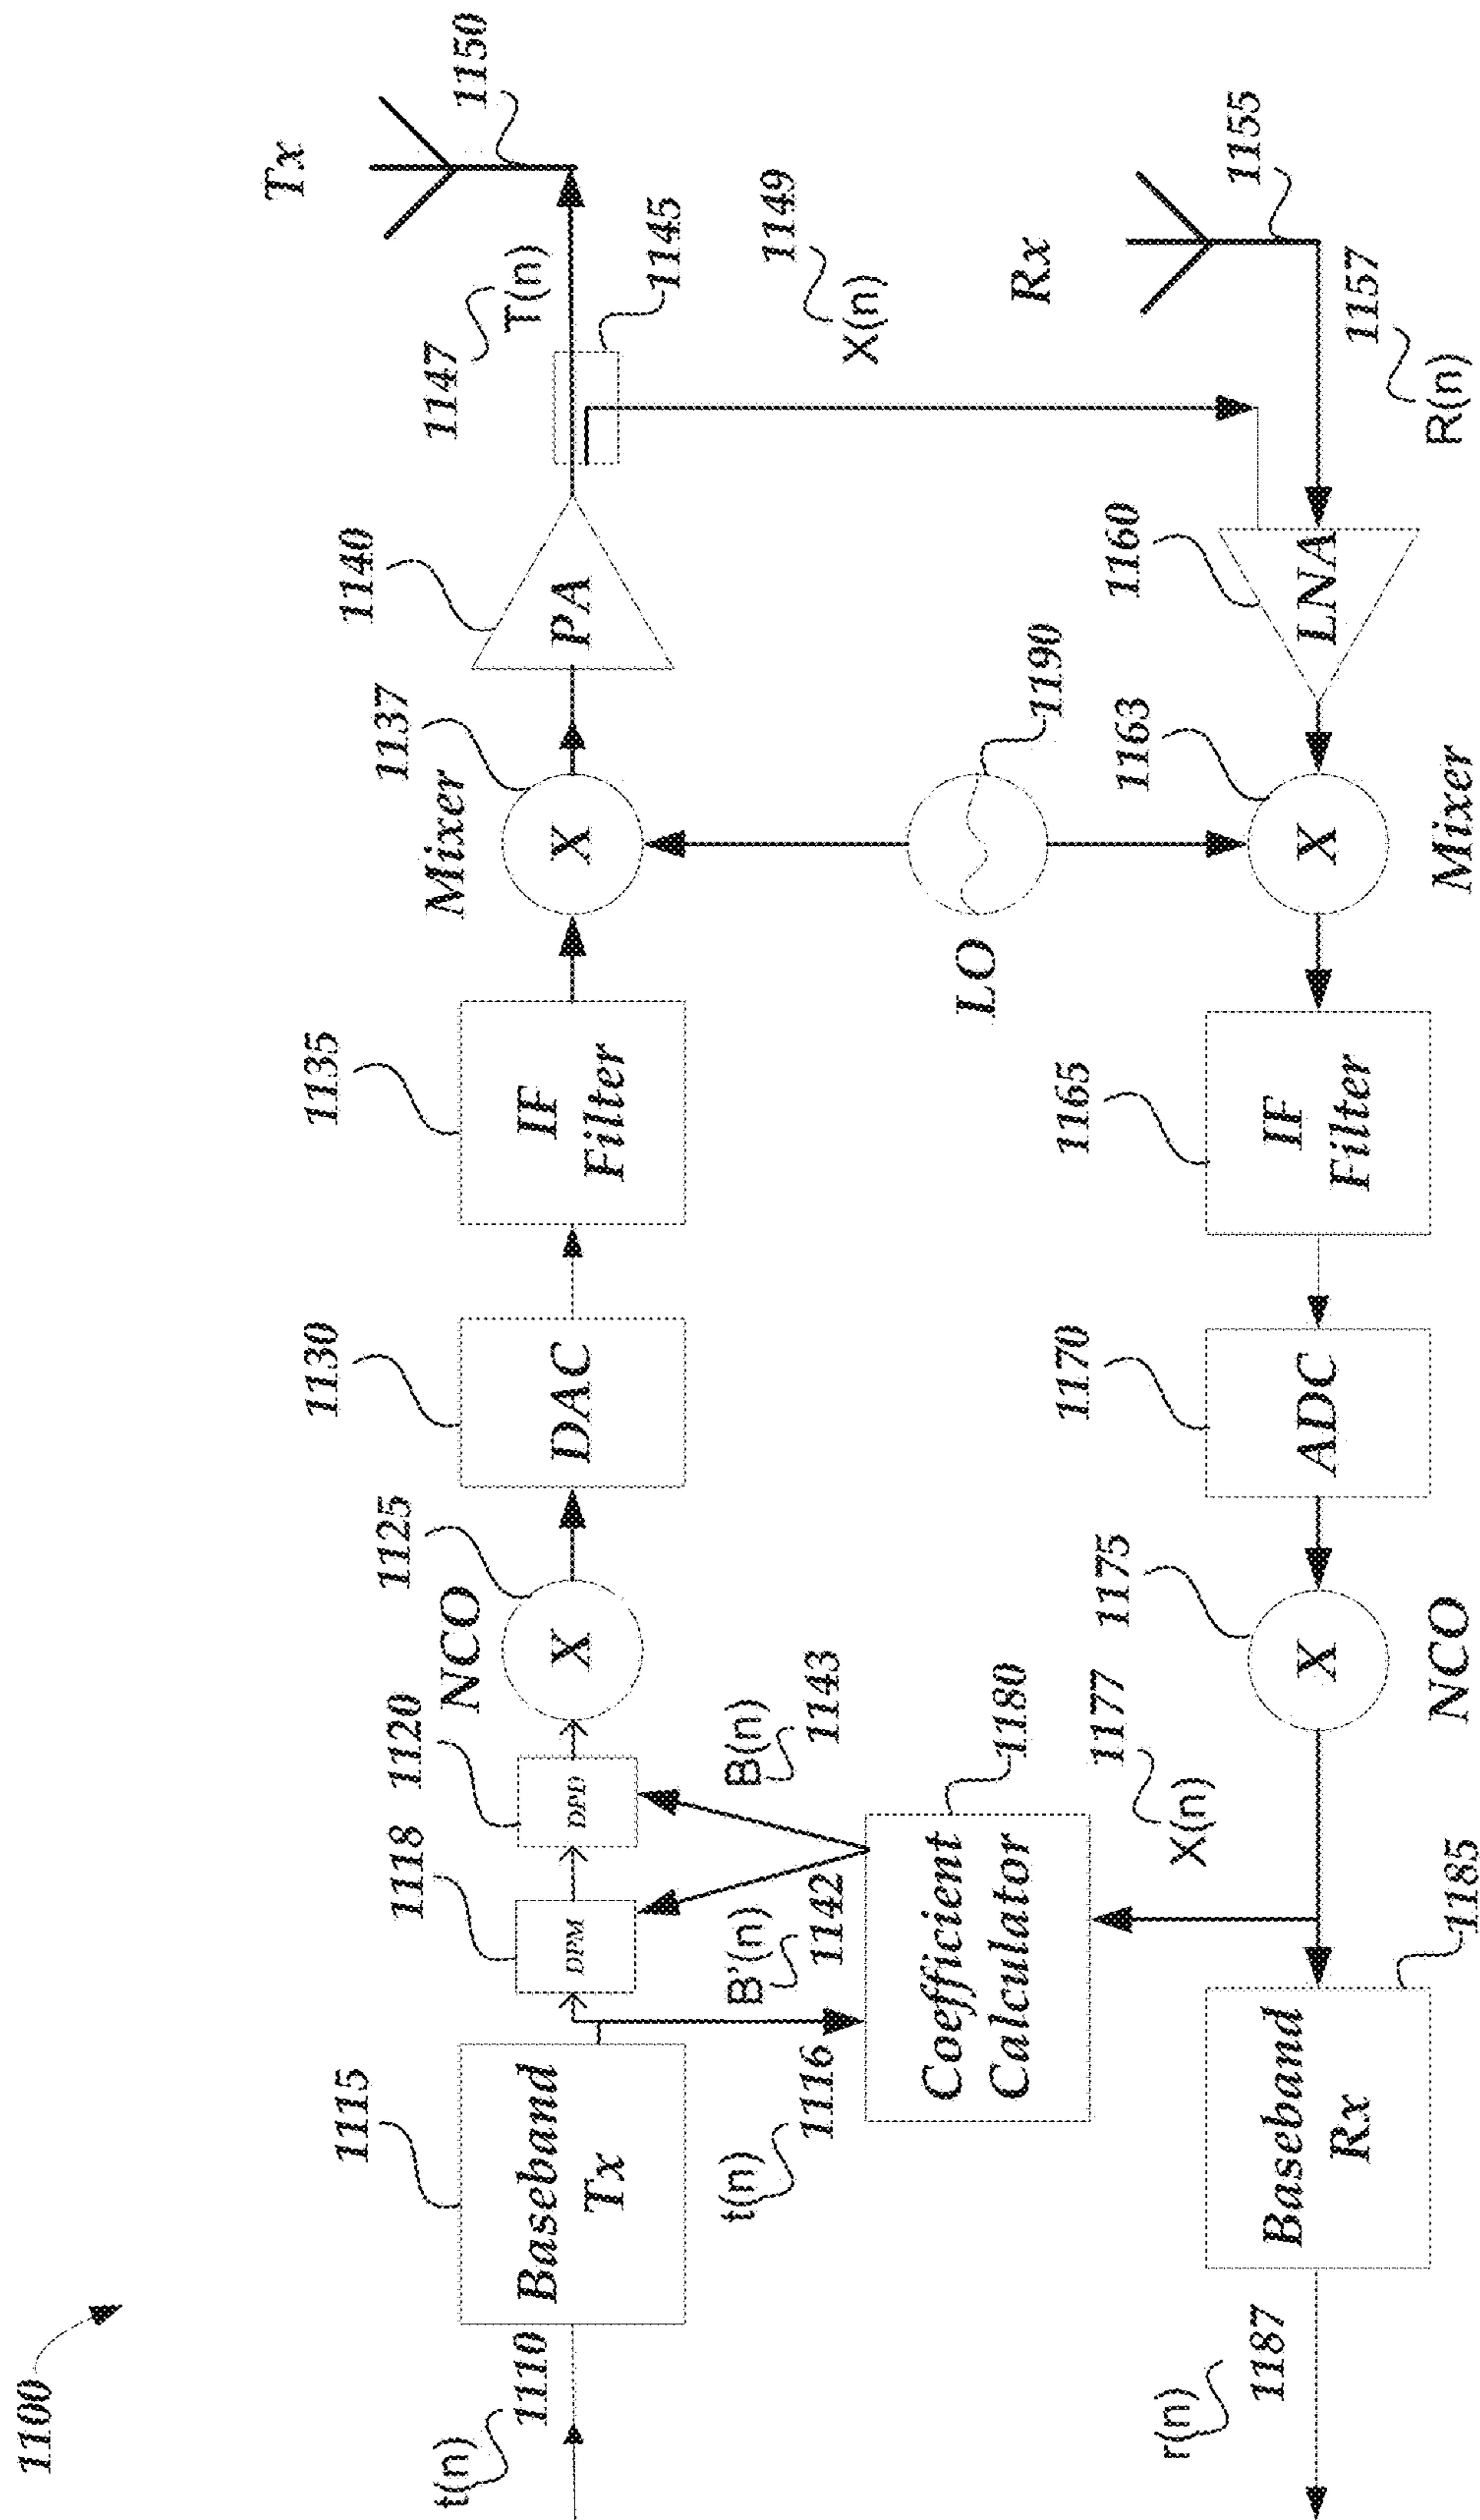 1100
t(n)
1110
1115
Baseband
Tx
t(n)
1116
1118
DPM
1120
DPD
B'(n)
1142
B(n)
1143
NCO
1125
X
1130
DAC
1135
IF
Filter
Mixer
1137
X
1140
PA
1147
T(n)
1145
Tx
1150
1149
X(n)
Rx
1155
1157
R(n)
1160
LNA
LO
1190
1163
X
Mixer
1165
IF
Filter
1170
ADC
1175
X
NCO
1177
X(n)
1180
Coefficient
Calculator
1185
Baseband
Rx
r(n)
1187